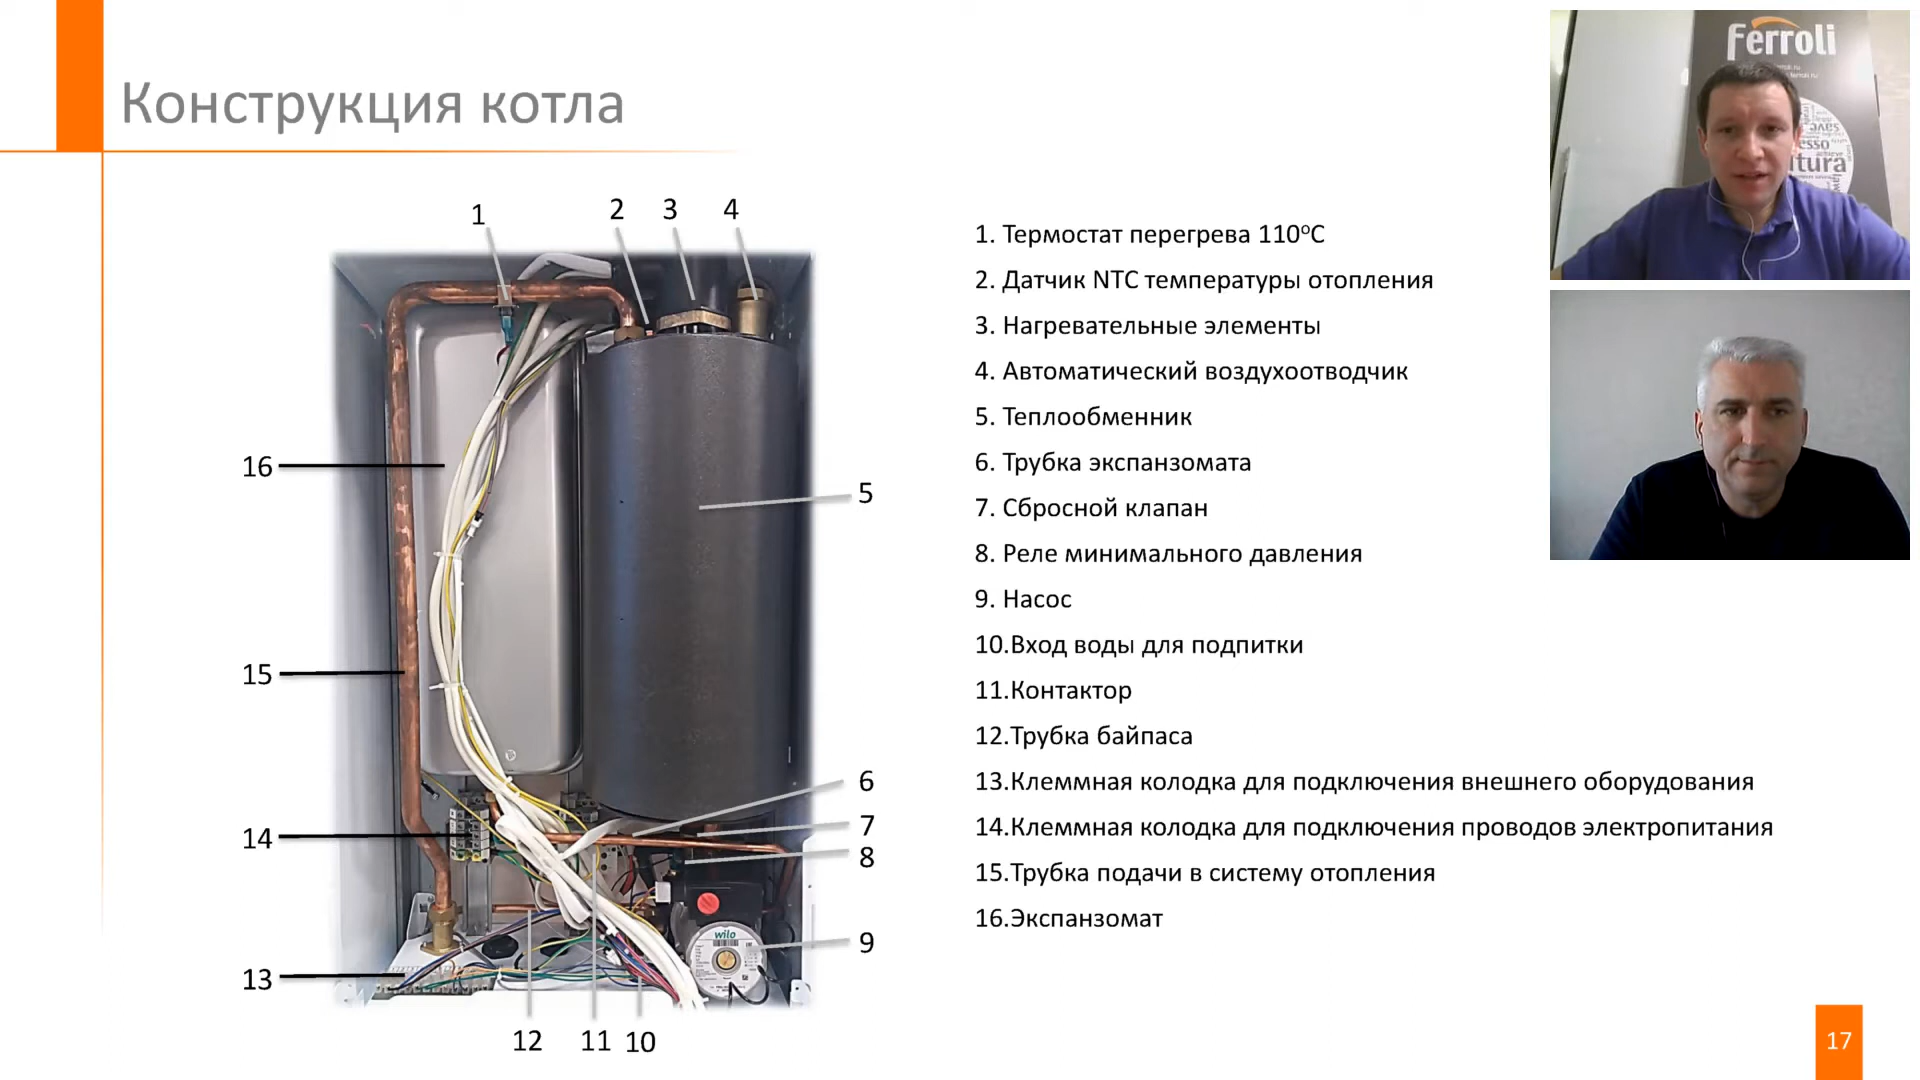 Конструкция котла
1
2
3
4
16
5
15
6
14
7
8
9
13
12
11
10
wilo
1. Термостат перегрева 110ºС
2. Датчик NTC температуры отопления
3. Нагревательные элементы
4. Автоматический воздухоотводчик
5. Теплообменник
6. Трубка экспанзомата
7. Сбросной клапан
8. Реле минимального давления
9. Насос
10.Вход воды для подпитки
11.Контактор
12.Трубка байпаса
13.Клеммная колодка для подключения внешнего оборудования
14.Клеммная колодка для подключения проводов электропитания
15.Трубка подачи в систему отопления
16.Экспанзомат
Ferroli
save
17